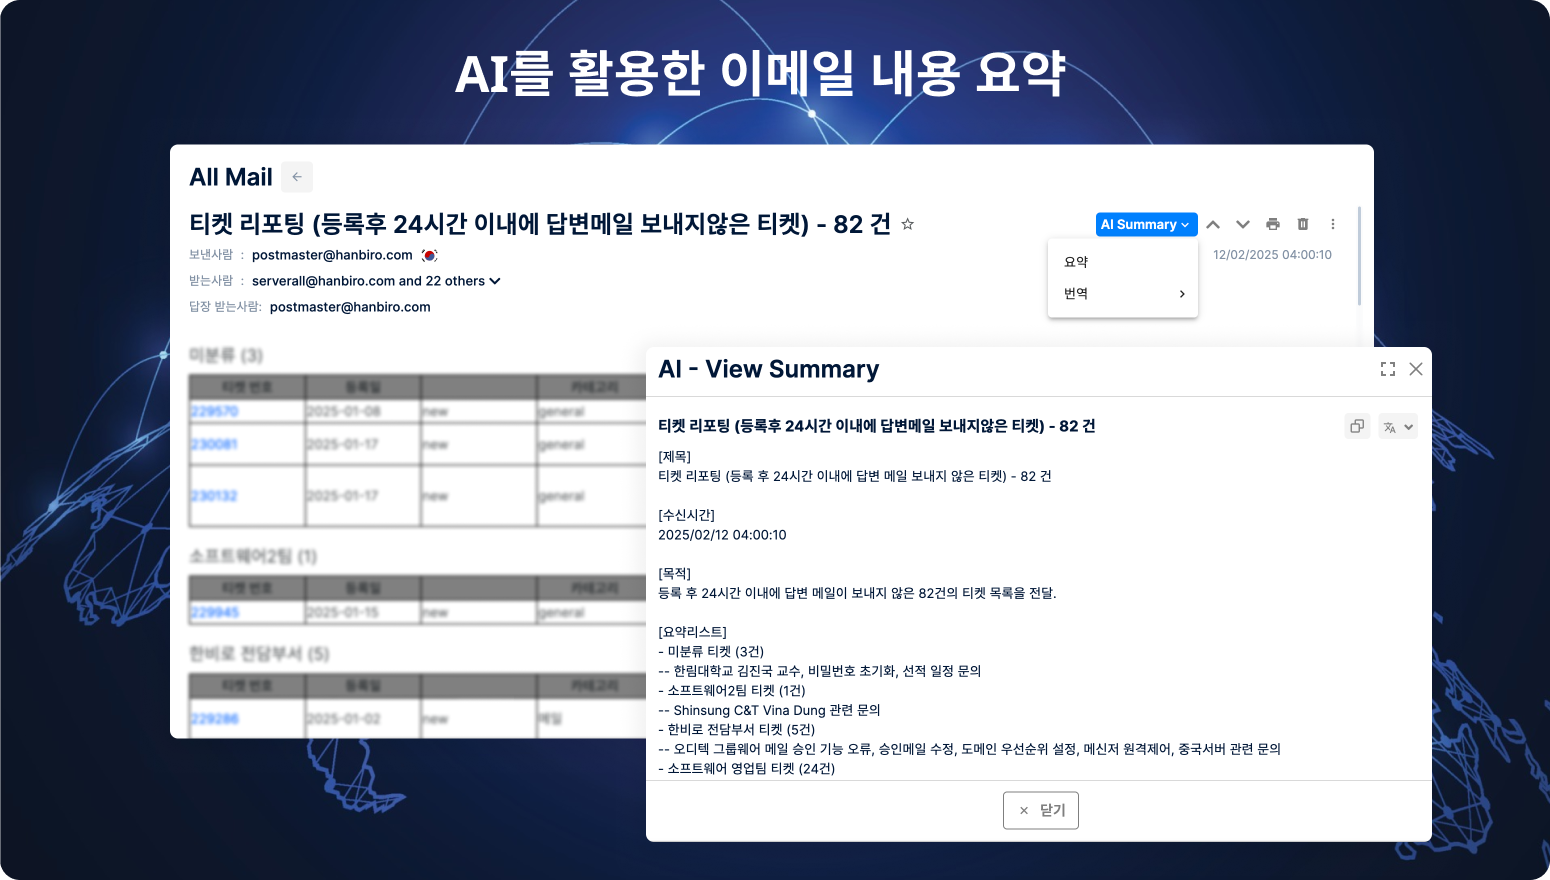 AI를 활용한 이메일 내용 요약
All Mail
티켓 리포팅 (등록후 24시간 이내에 답변메일 보내지않은 티켓) - 82 건
AI Summary
보낸사람 : postmaster@hanbiro.com
12/02/2025 04:00:10
요약
받는사람 : serverall@hanbiro.com and 22 others
번역
답장 받는사람: postmaster@hanbiro.com
미분류 (3)
티켓 번호 등록일 카테고리
229570 2025-01-08 new general
230081 2025-01-17 new general
230132 2025-01-17 new general
소프트웨어2팀 (1)
티켓 번호 등록일 카테고리
229945 2025-01-15 new general
한비로 전담부서 (5)
티켓 번호 등록일 카테고리
229286 2025-01-02 new 메일
AI - View Summary
티켓 리포팅 (등록후 24시간 이내에 답변메일 보내지않은 티켓) - 82 건
[제목]
티켓 리포팅 (등록 후 24시간 이내에 답변 메일 보내지 않은 티켓) - 82 건
[수신시간]
2025/02/12 04:00:10
[목적]
등록 후 24시간 이내에 답변 메일이 보내지 않은 82건의 티켓 목록을 전달.
[요약리스트]
- 미분류 티켓 (3건)
-- 한림대학교 김진국 교수, 비밀번호 초기화, 선적 일정 문의
- 소프트웨어2팀 티켓 (1건)
-- Shinsung C&T Vina Dung 관련 문의
- 한비로 전담부서 티켓 (5건)
-- 오디텍 그룹웨어 메일 승인 기능 오류, 승인메일 수정, 도메인 우선순위 설정, 메신저 원격제어, 중국서버 관련 문의
- 소프트웨어 영업팀 티켓 (24건)
닫기